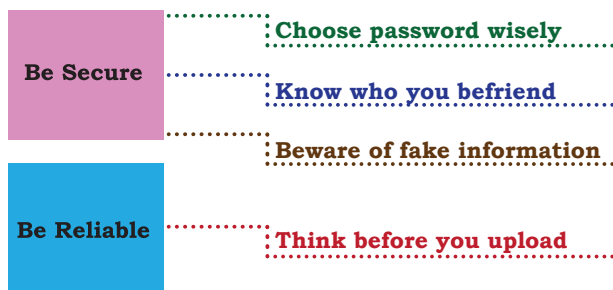 Be Secure
Choose password wisely
Know who you befriend
Beware of fake information
Be Reliable
Think before you upload